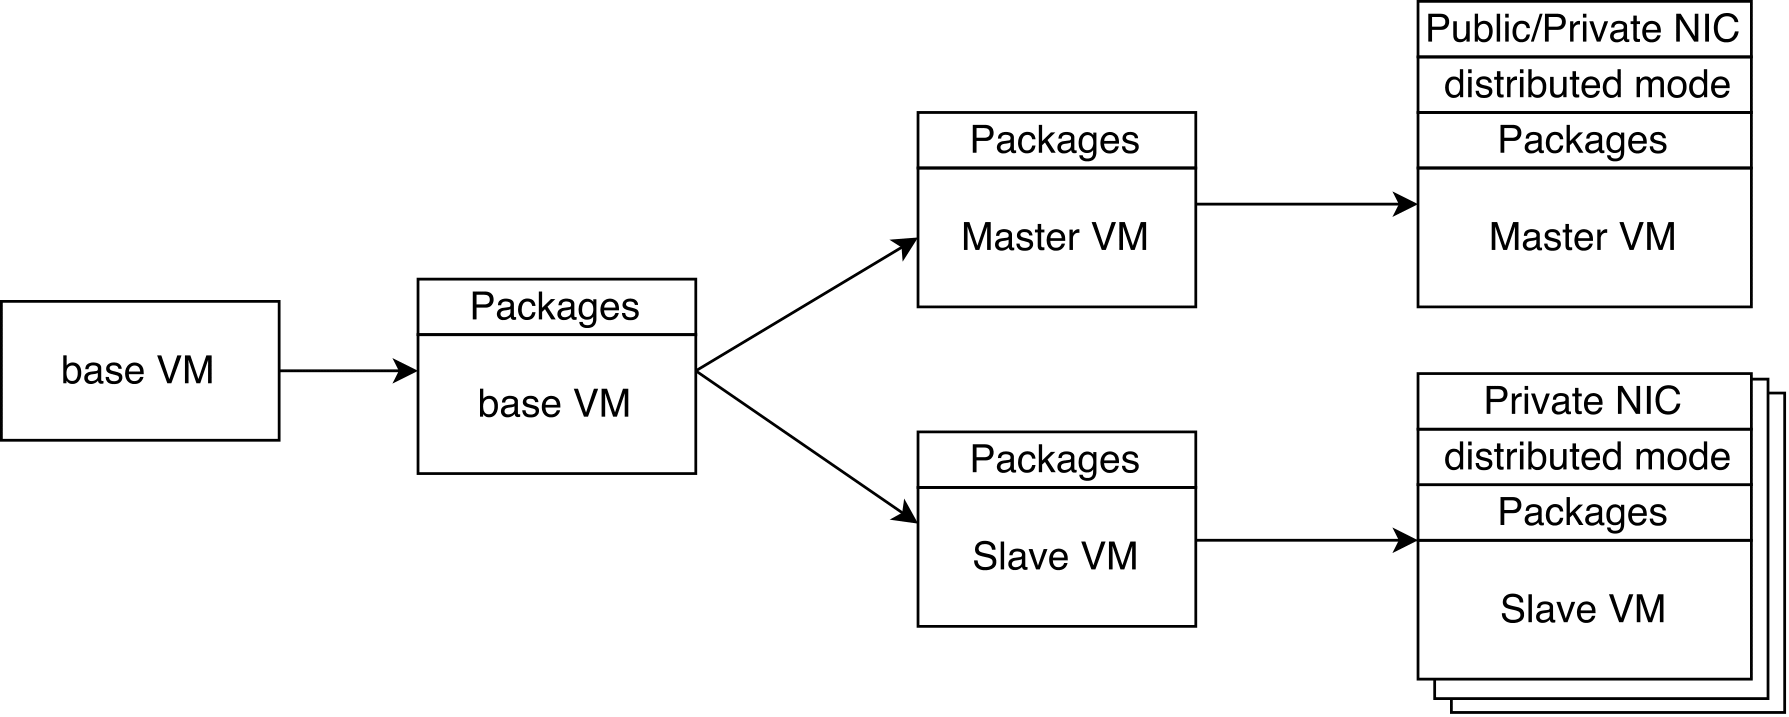 base VM
Packages
base VM
Packages
Master VM
Packages
Slave VM
Public/Private NIC
distributed mode
Packages
Master VM
Private NIC
distributed mode
Packages
Slave VM